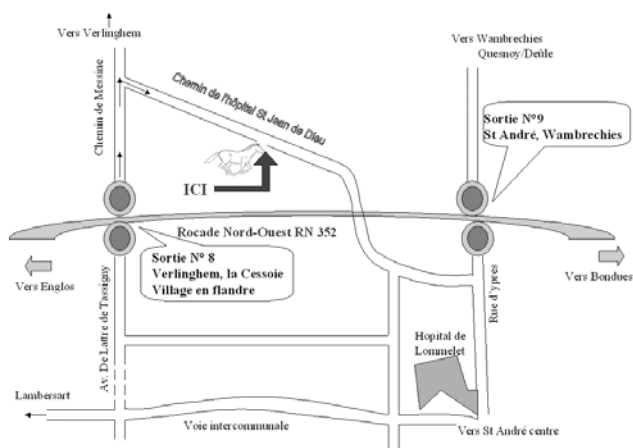 Vers Verlinghem
Vers Wambrechies
Quesnoy/Deûle
Chemin de Messine
Chemin de l'hôpital St Jean de Dieu
Sortie N°9
St André, Wambrechies
ICI
Rocade Nord-Ouest RN 352
Sortie N° 8
Verlinghem, la Cessoie
Village en flandre
Vers Englos
Vers Bondues
Av. De Lattre de Tassigny
Rue d'ypres
Hopital de
Lommelet
Lambersart
Voie intercommunale
Vers St André centre